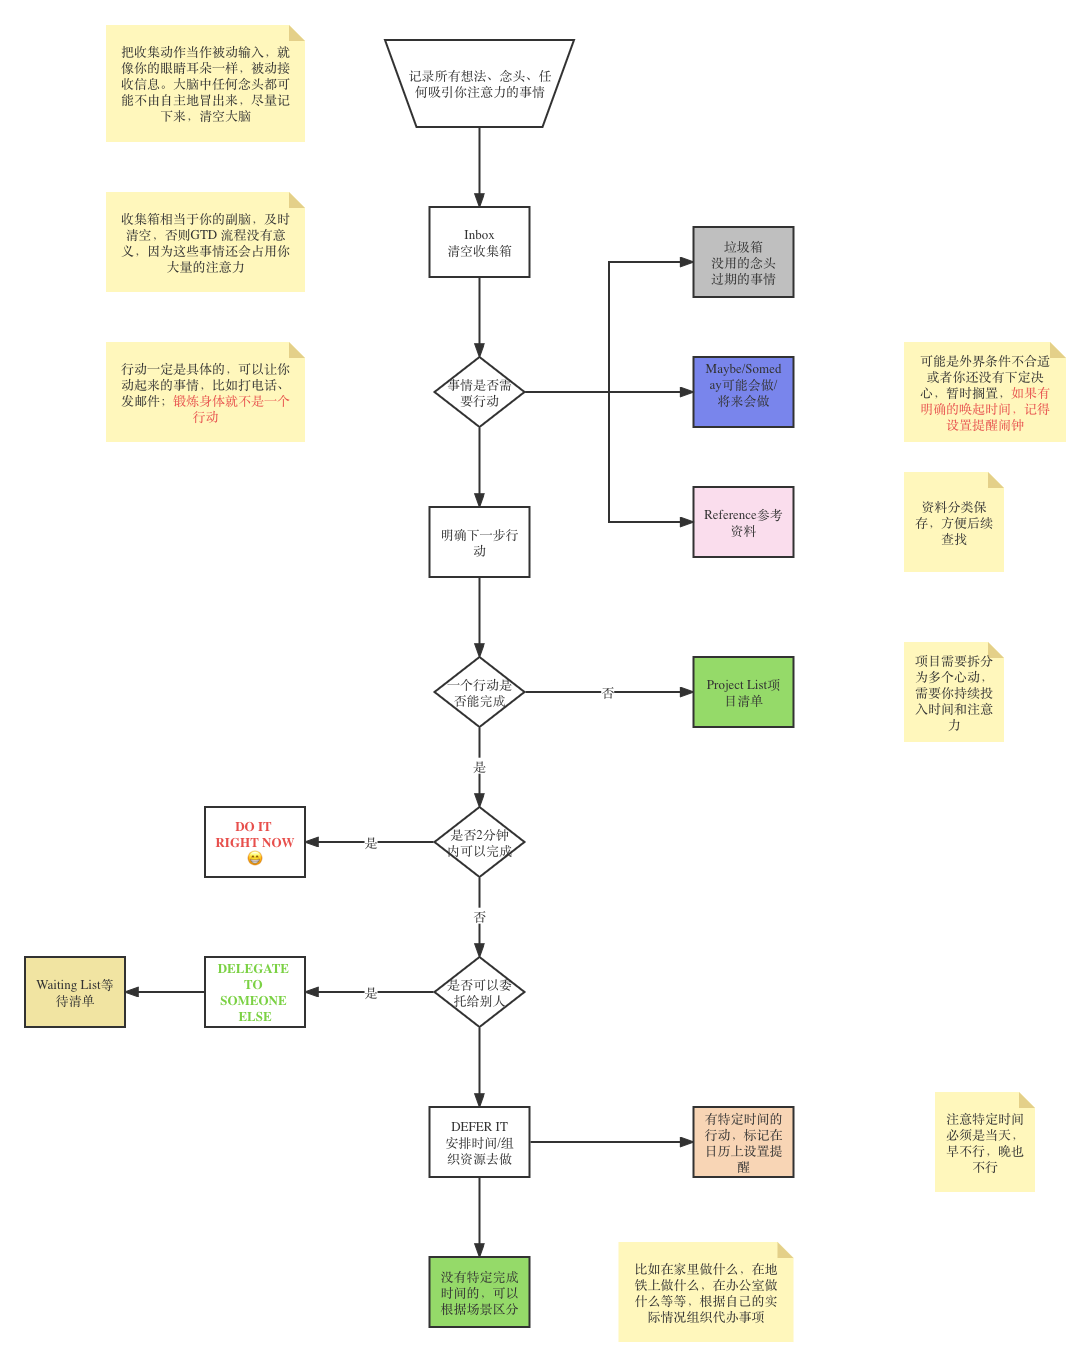 把收集动作当作被动输入，就
像你的眼睛耳朵一样，被动接
收信息。大脑中任何念头都可
能不由自主地冒出来，尽量记
下来，清空大脑
记录所有想法、念头、任
何吸引你注意力的事情
收集箱相当于你的副脑，及时
清空，否则GTD 流程没有意
义，因为这些事情还会占用你
大量的注意力
Inbox
清空收集箱
垃圾箱
没用的念头
过期的事情
行动一定是具体的，可以让你
动起来的事情，比如打电话、
发邮件；锻炼身体就不是一个
行动
事情是否需
要行动
Maybe/Somed
ay可能会做/
将来会做
可能是外界条件不合适
或者你还没有下定决
心，暂时搁置，如果有
明确的唤起时间，记得
设置提醒闹钟
明确下一步行
动
Reference参考
资料
资料分类保
存，方便后续
查找
一个行动是
否能完成
否
Project List项
目清单
项目需要拆分
为多个心动，
需要你持续投
入时间和注意
力
是
DO IT
RIGHT NOW
😁
是
是否2分钟
内可以完成
否
Waiting List等
待清单
DELEGATE
TO
SOMEONE
ELSE
是
是否可以委
托给别人
DEFER IT
安排时间/组
织资源去做
有特定时间的
行动，标记在
日历上设置提
醒
注意特定时间
必须是当天，
早不行，晚也
不行
没有特定完成
时间的，可以
根据场景区分
比如在家里做什么，在地
铁上做什么，在办公室做
什么等等，根据自己的实
际情况组织代办事项